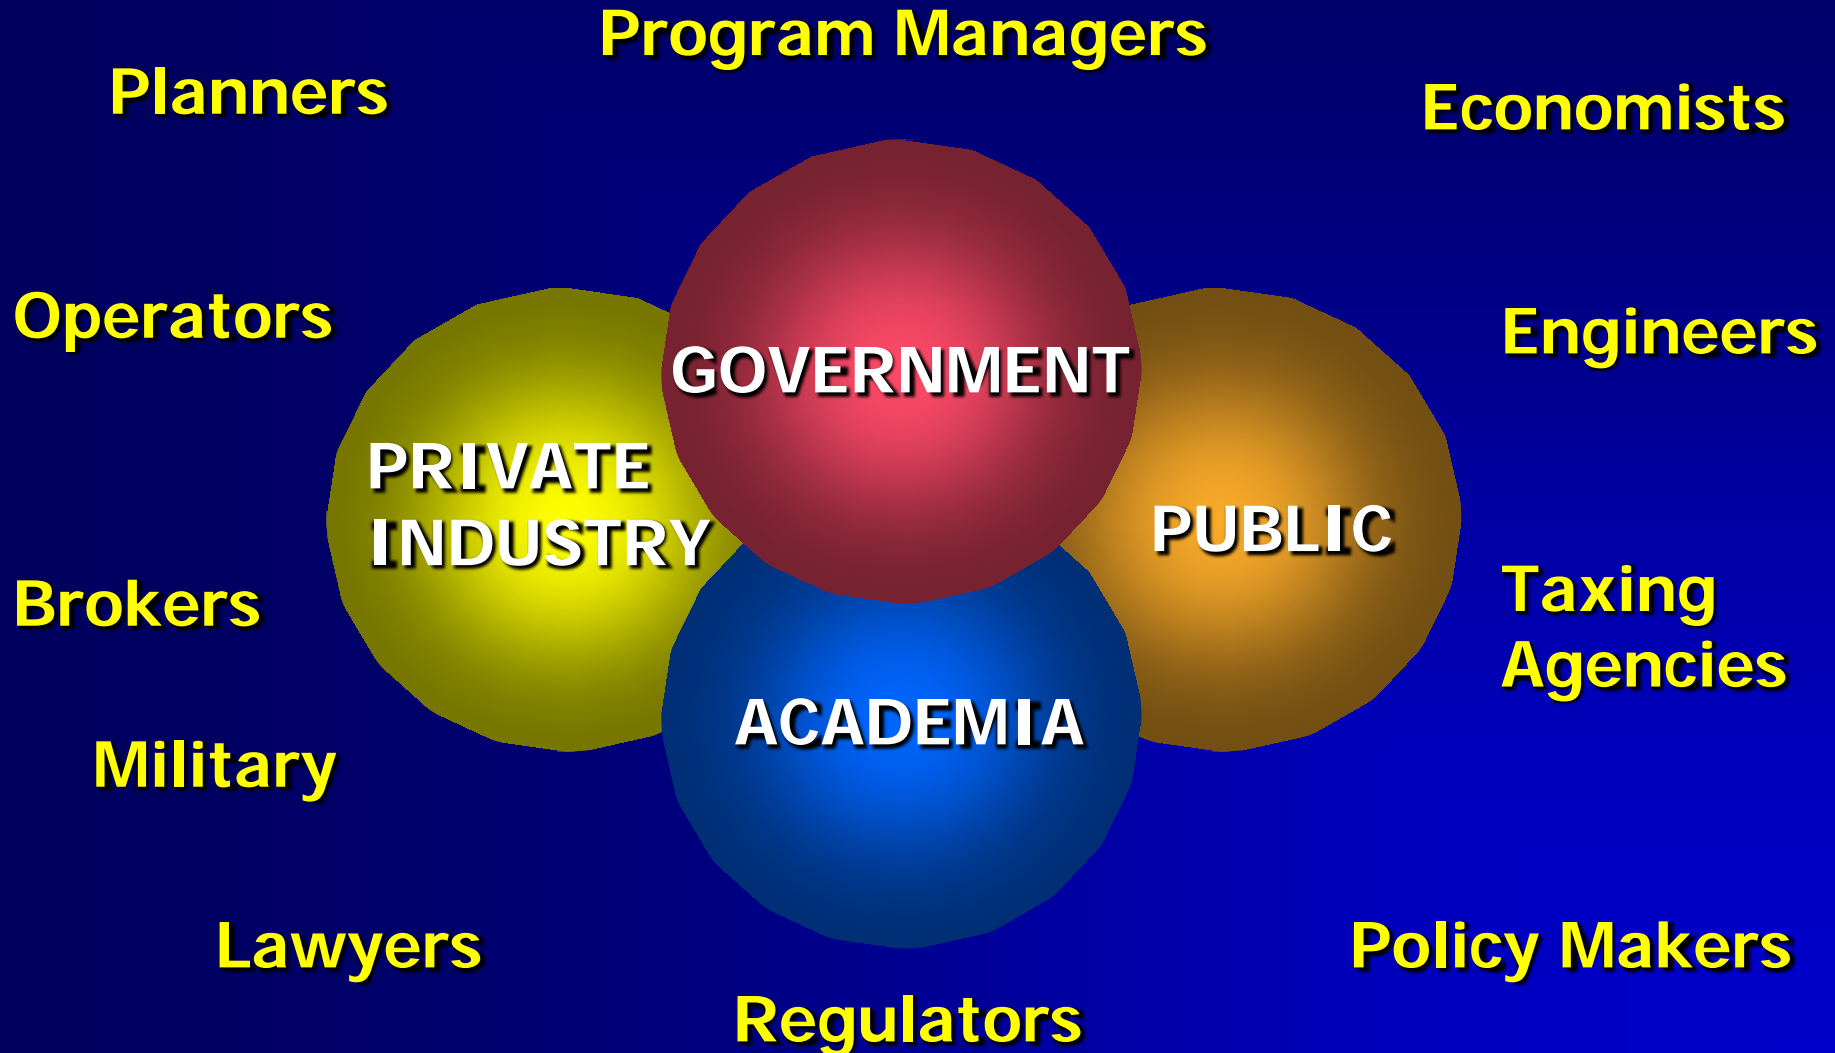 Program Managers
Planners
Economists
Operators
Engineers
GOVERNMENT
PRIVATE
INDUSTRY
PUBLIC
Brokers
Taxing
Agencies
ACADEMIA
Military
Lawyers
Policy Makers
Regulators